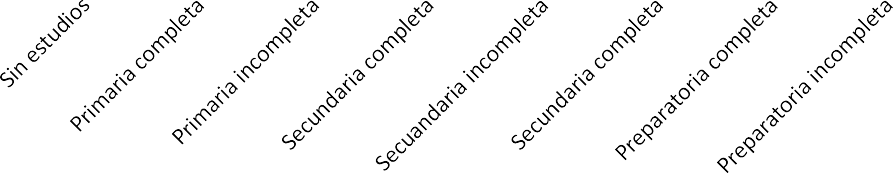 Sin estudios
Primaria completa
Primaria incompleta
Secundaria completa
Secuandaria incompleta
Secundaria completa
Preparatoria completa
Preparatoria incompleta